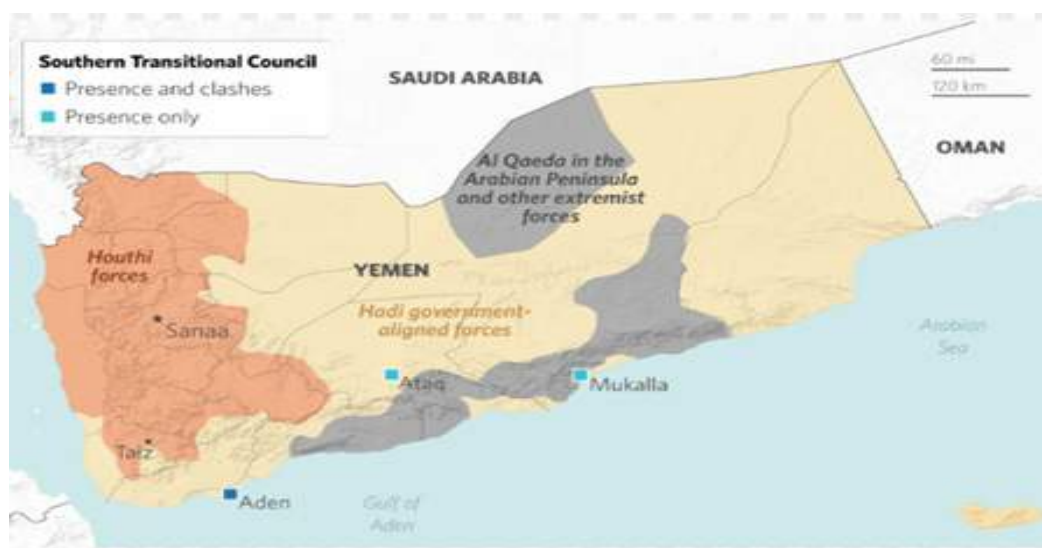 Southern Transitional Council
Presence and clashes
Presence only
SAUDI ARABIA
60 mi
120 km
OMAN
Al Qaeda in the
Arabian Peninsula
and other extremist
forces
Houthi
forces
YEMEN
Hadi government-
aligned forces
Sanaa
Arabian
Sea
Ataq
Mukalla
Taiz
Aden
Gulf of
Aden